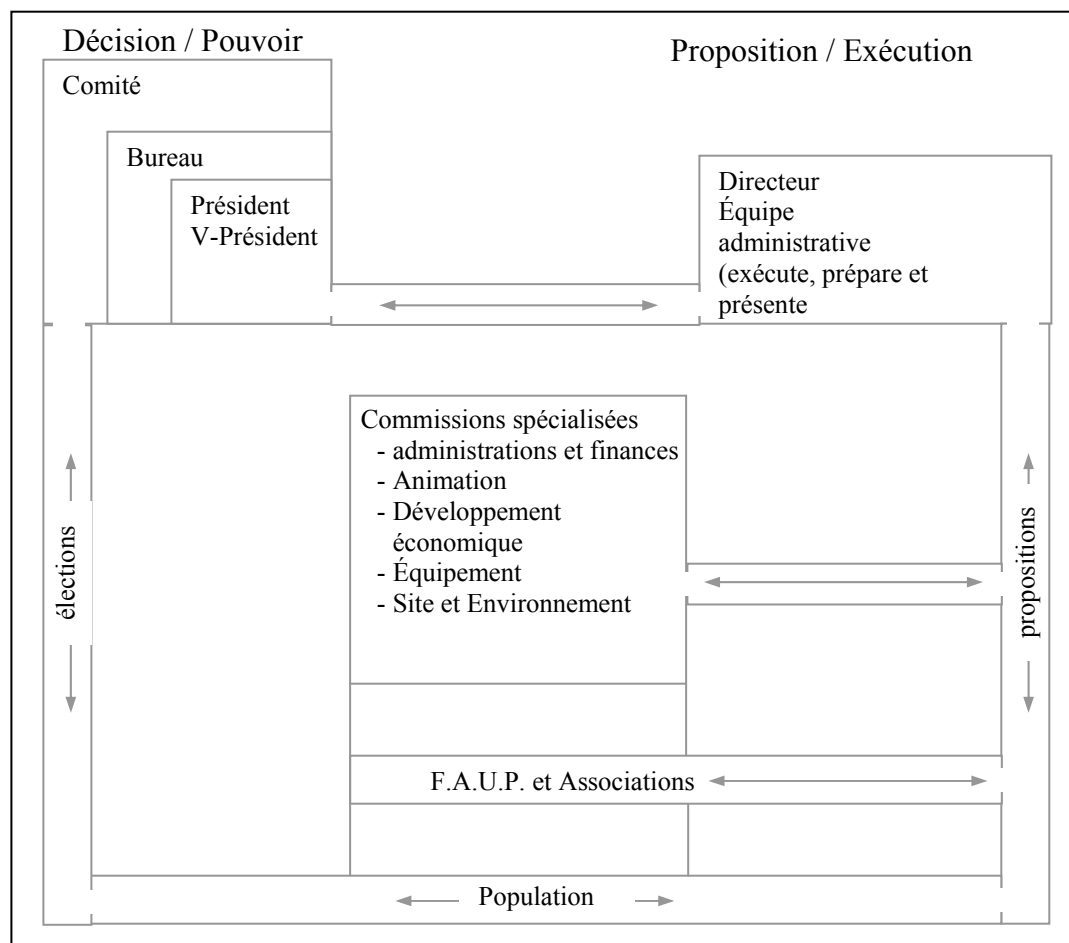 Décision / Pouvoir
Proposition / Exécution
Comité
Bureau
Président
V-Président
Directeur
Équipe
administrative
(exécute, prépare et
présente
Commissions spécialisées
- administrations et finances
- Animation
- Développement
économique
- Équipement
- Site et Environnement
élections
propositions
F.A.U.P. et Associations
Population